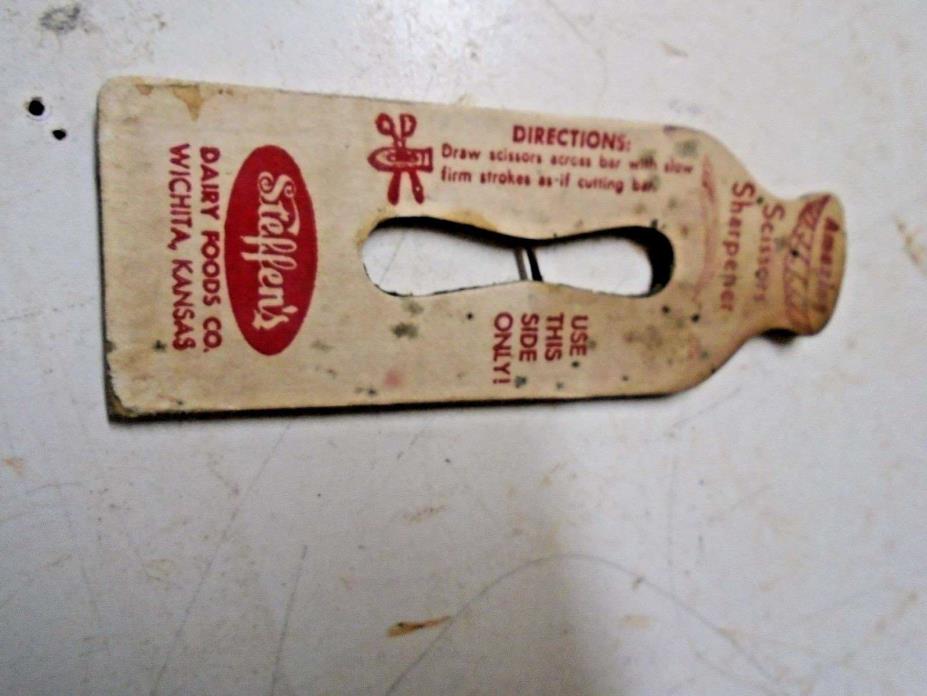 Amazing
Scissors
Sharpener
DIRECTIONS:
Draw scissors across bar with slow
firm strokes as-if cutting bar.
USE
THIS
SIDE
ONLY!
Steffen's
DAIRY FOODS CO.
WICHITA, KANSAS